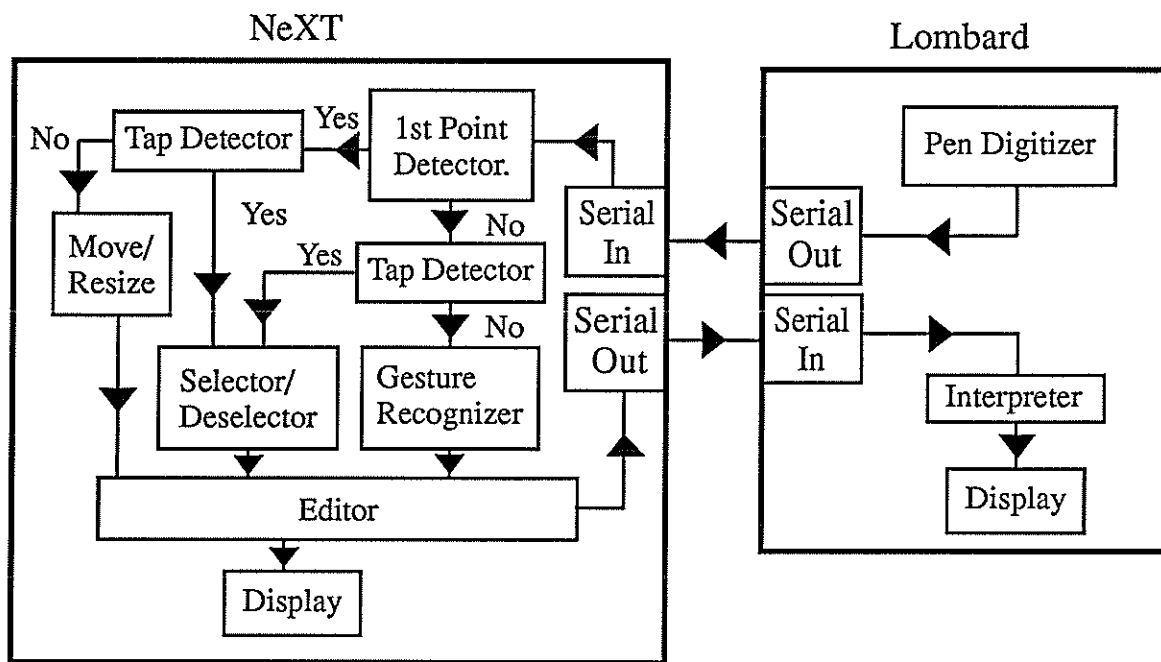 NeXT
Lombard
No
Tap Detector
Yes
1st Point
Detector.
Pen Digitizer
Move/
Resize
Yes
No
Serial
In
Serial
Out
Yes
Tap Detector
No
Serial
Out
Serial
In
Selector/
Deselector
Gesture
Recognizer
Interpreter
Editor
Display
Display